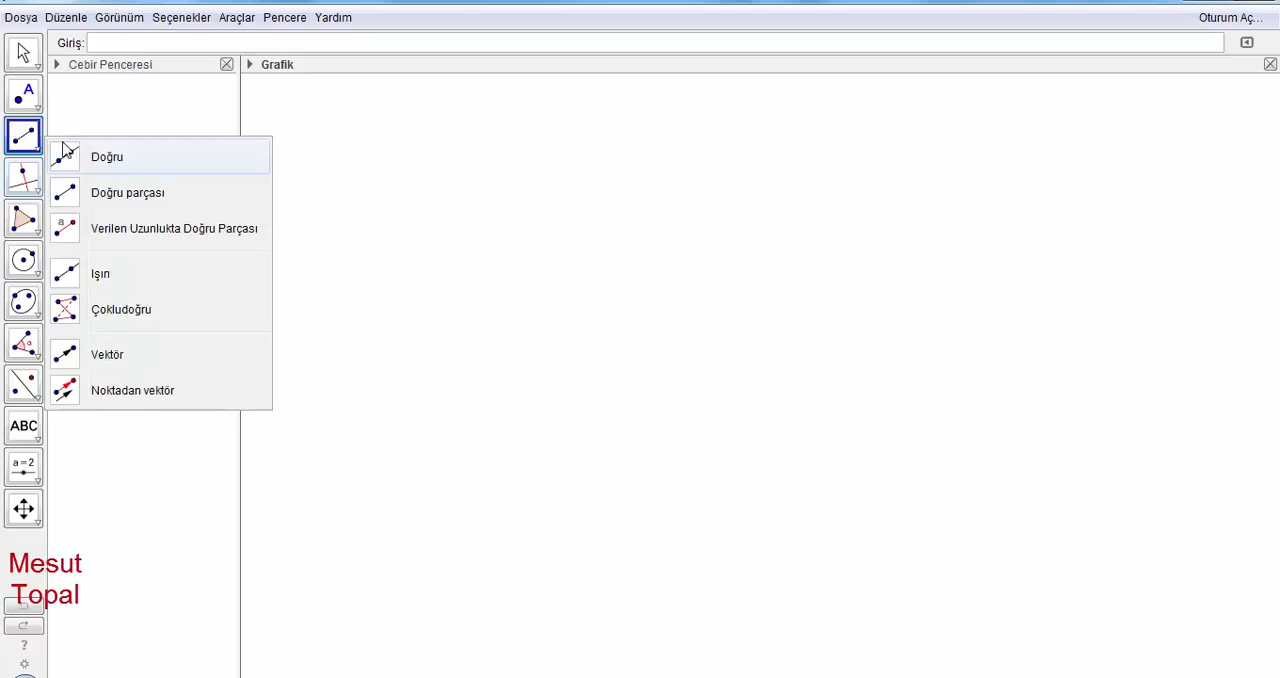 Dosya Düzenle Görünüm Seçenekler Araçlar Pencere Yardım Oturum Aç...
Giriş:
Cebir Penceresi
Grafik
A
Doğru
Doğru parçası
a
Verilen Uzunlukta Doğru Parçası
Işın
Çokludoğru
α
Vektör
Noktadan vektör
ABC
a=2
Mesut
Topal
?